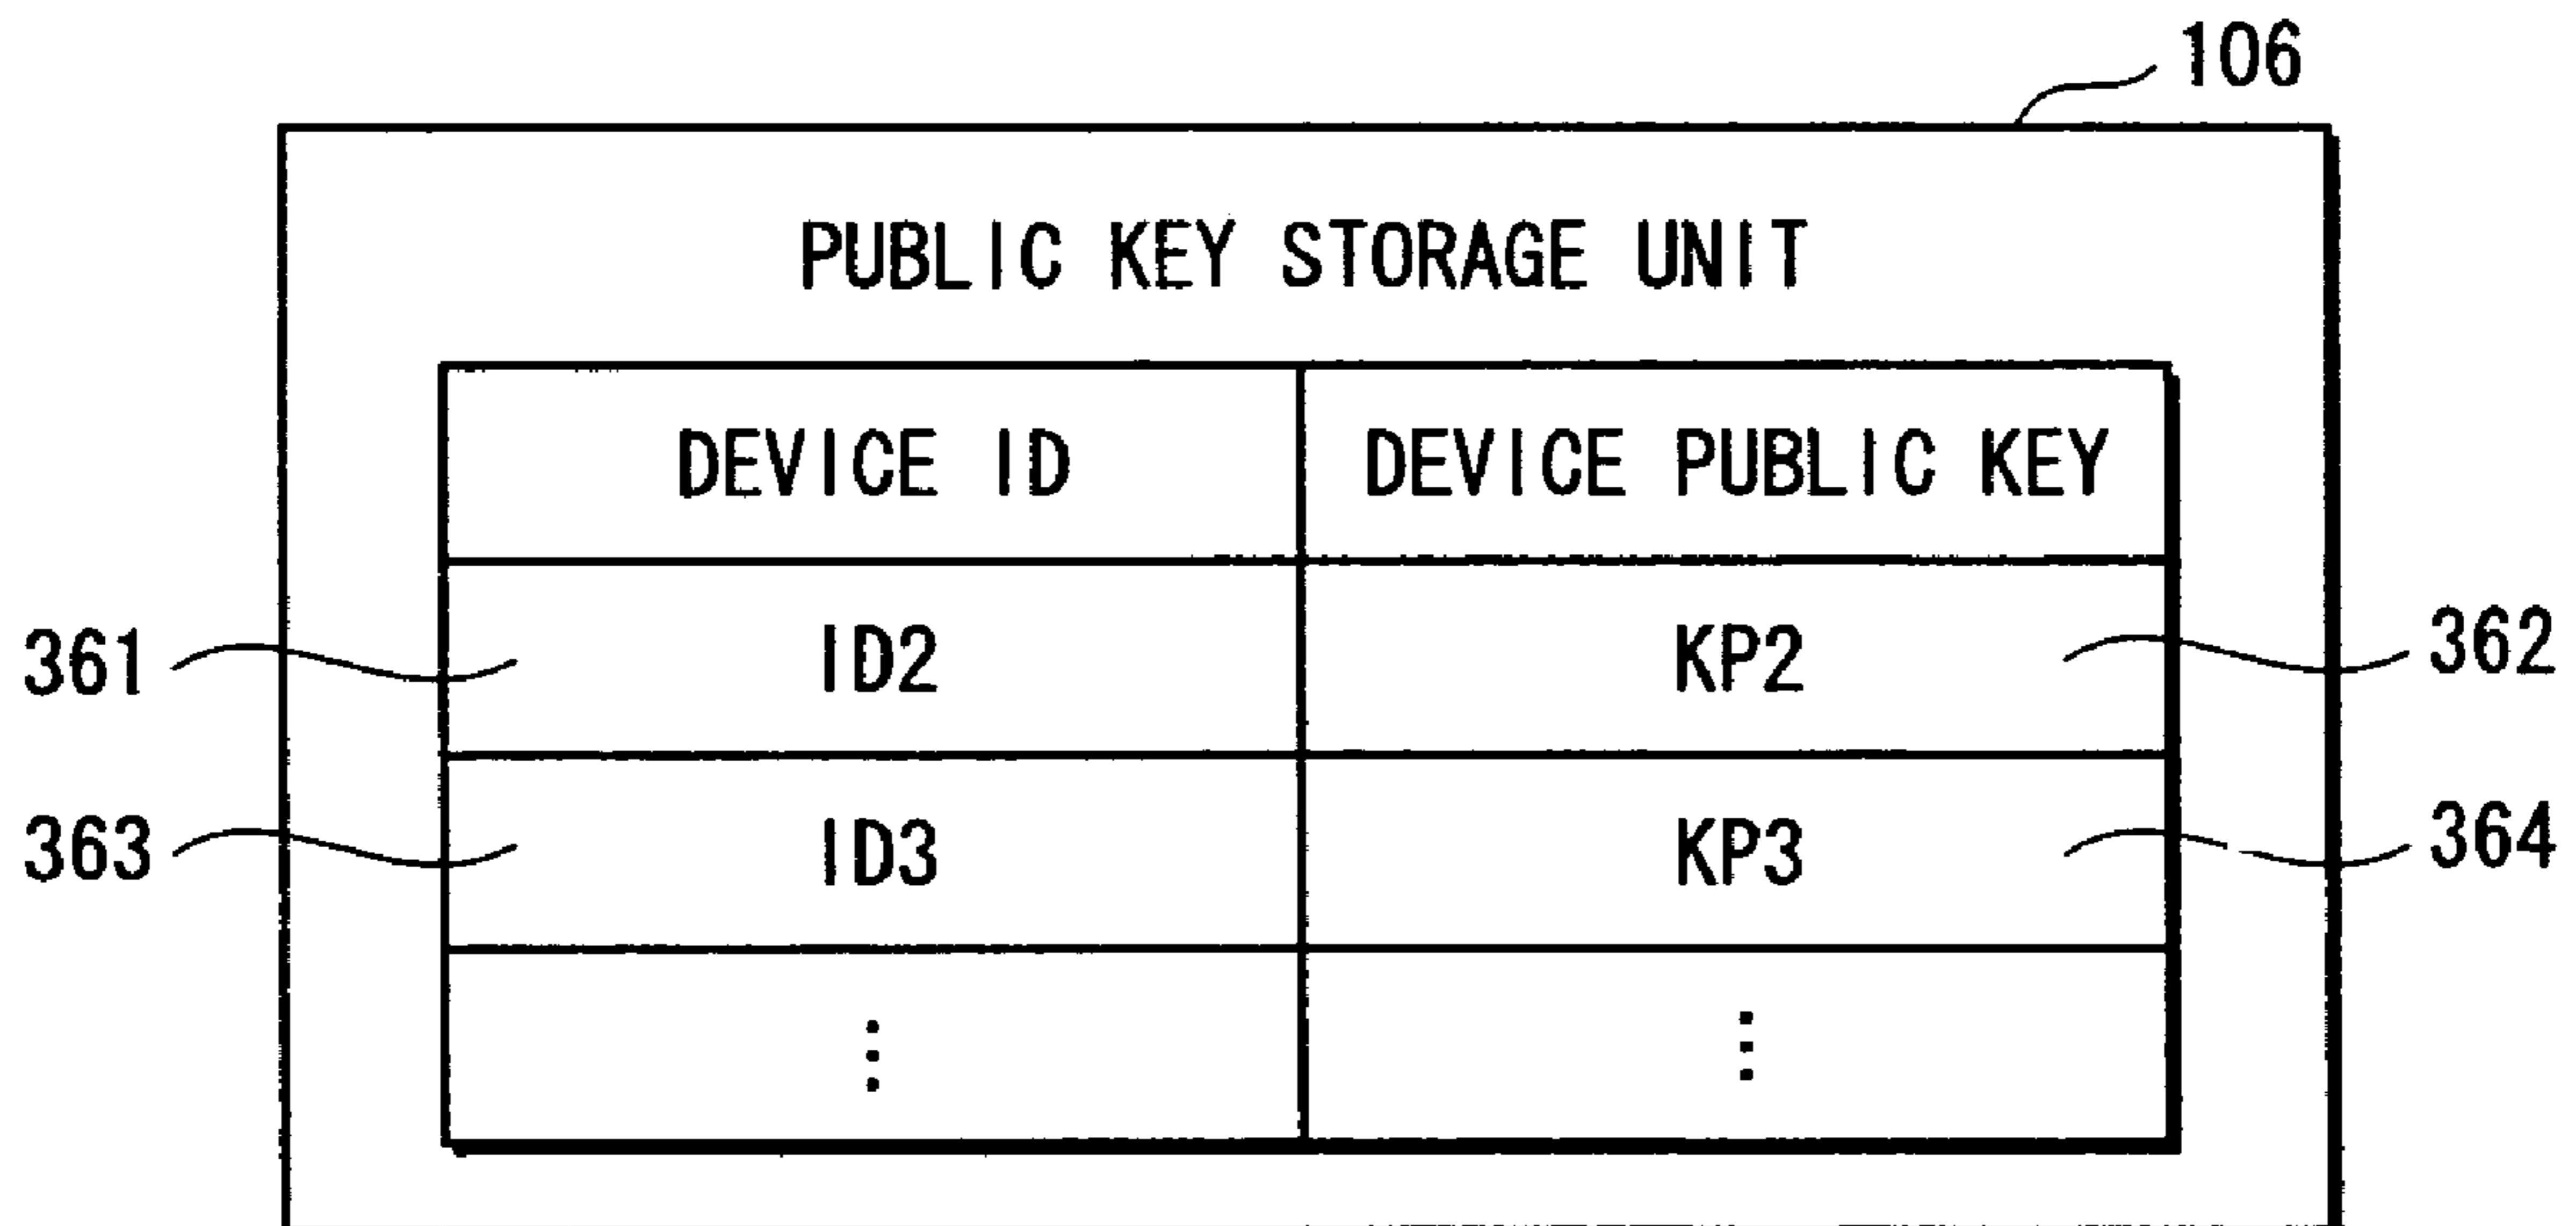 106
PUBLIC KEY STORAGE UNIT
DEVICE ID DEVICE PUBLIC KEY
361 ID2 KP2 362
363 ID3 KP3 364
⋮ ⋮